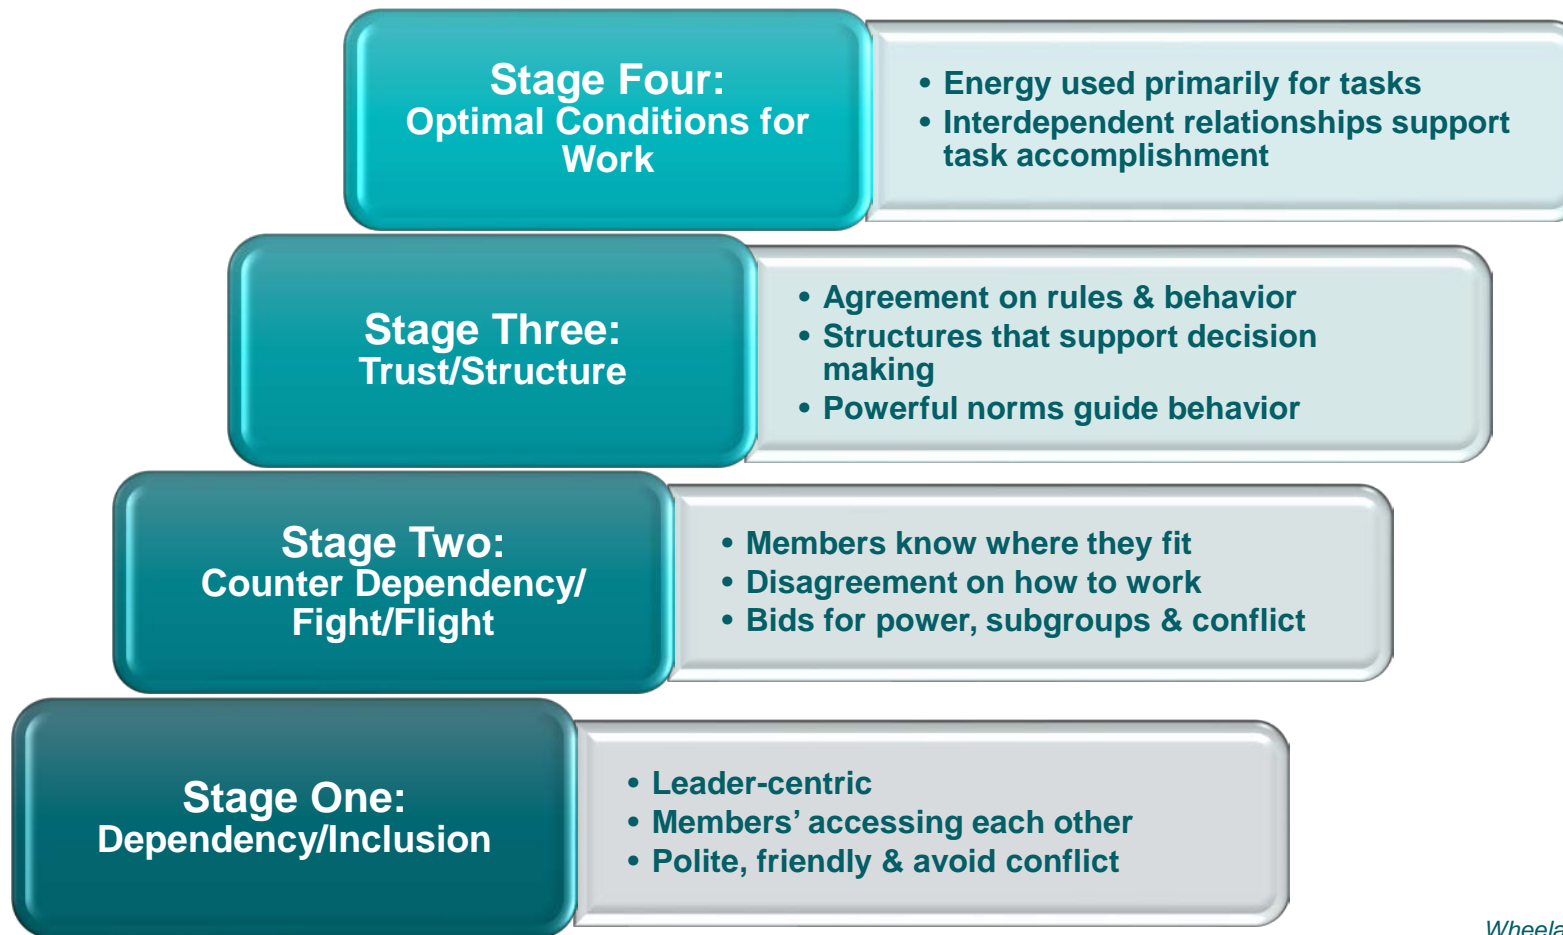 Stage Four:
Optimal Conditions for
Work
• Energy used primarily for tasks
• Interdependent relationships support
task accomplishment
Stage Three:
Trust/Structure
• Agreement on rules & behavior
• Structures that support decision
making
• Powerful norms guide behavior
Stage Two:
Counter Dependency/
Fight/Flight
• Members know where they fit
• Disagreement on how to work
• Bids for power, subgroups & conflict
Stage One:
Dependency/Inclusion
• Leader-centric
• Members’ accessing each other
• Polite, friendly & avoid conflict